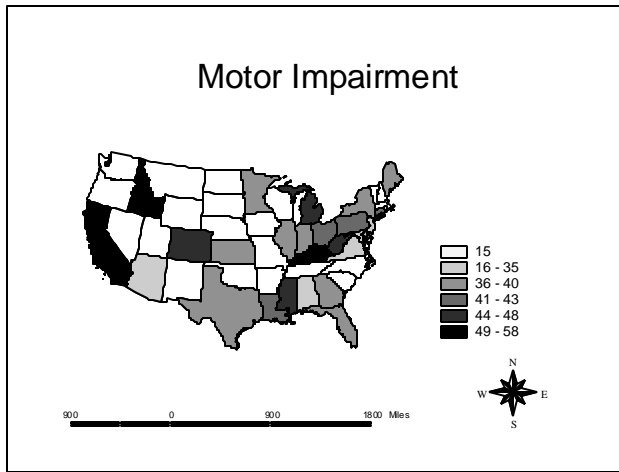 Motor Impairment
15
16 - 35
36 - 40
41 - 43
44 - 48
49 - 58
N
W E
S
900 0 900 1800 Miles